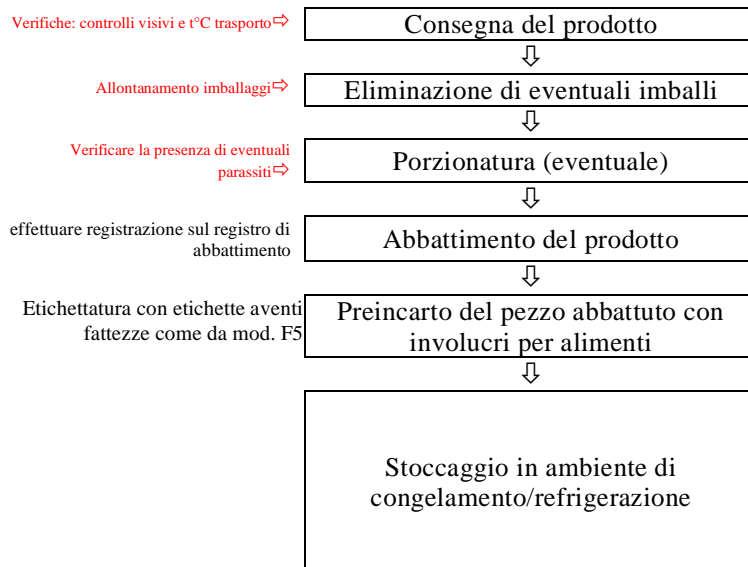 Verifiche: controlli visivi e t°C trasporto⇨
Consegna del prodotto
⇩
Allontanamento imballaggi⇨
Eliminazione di eventuali imballi
⇩
Verificare la presenza di eventuali
parassiti⇨
Porzionatura (eventuale)
⇩
effettuare registrazione sul registro di
abbattimento
Abbattimento del prodotto
⇩
Etichettatura con etichette aventi
fattezze come da mod. F5
Preincarto del pezzo abbattuto con
involucri per alimenti
⇩
Stoccaggio in ambiente di
congelamento/refrigerazione